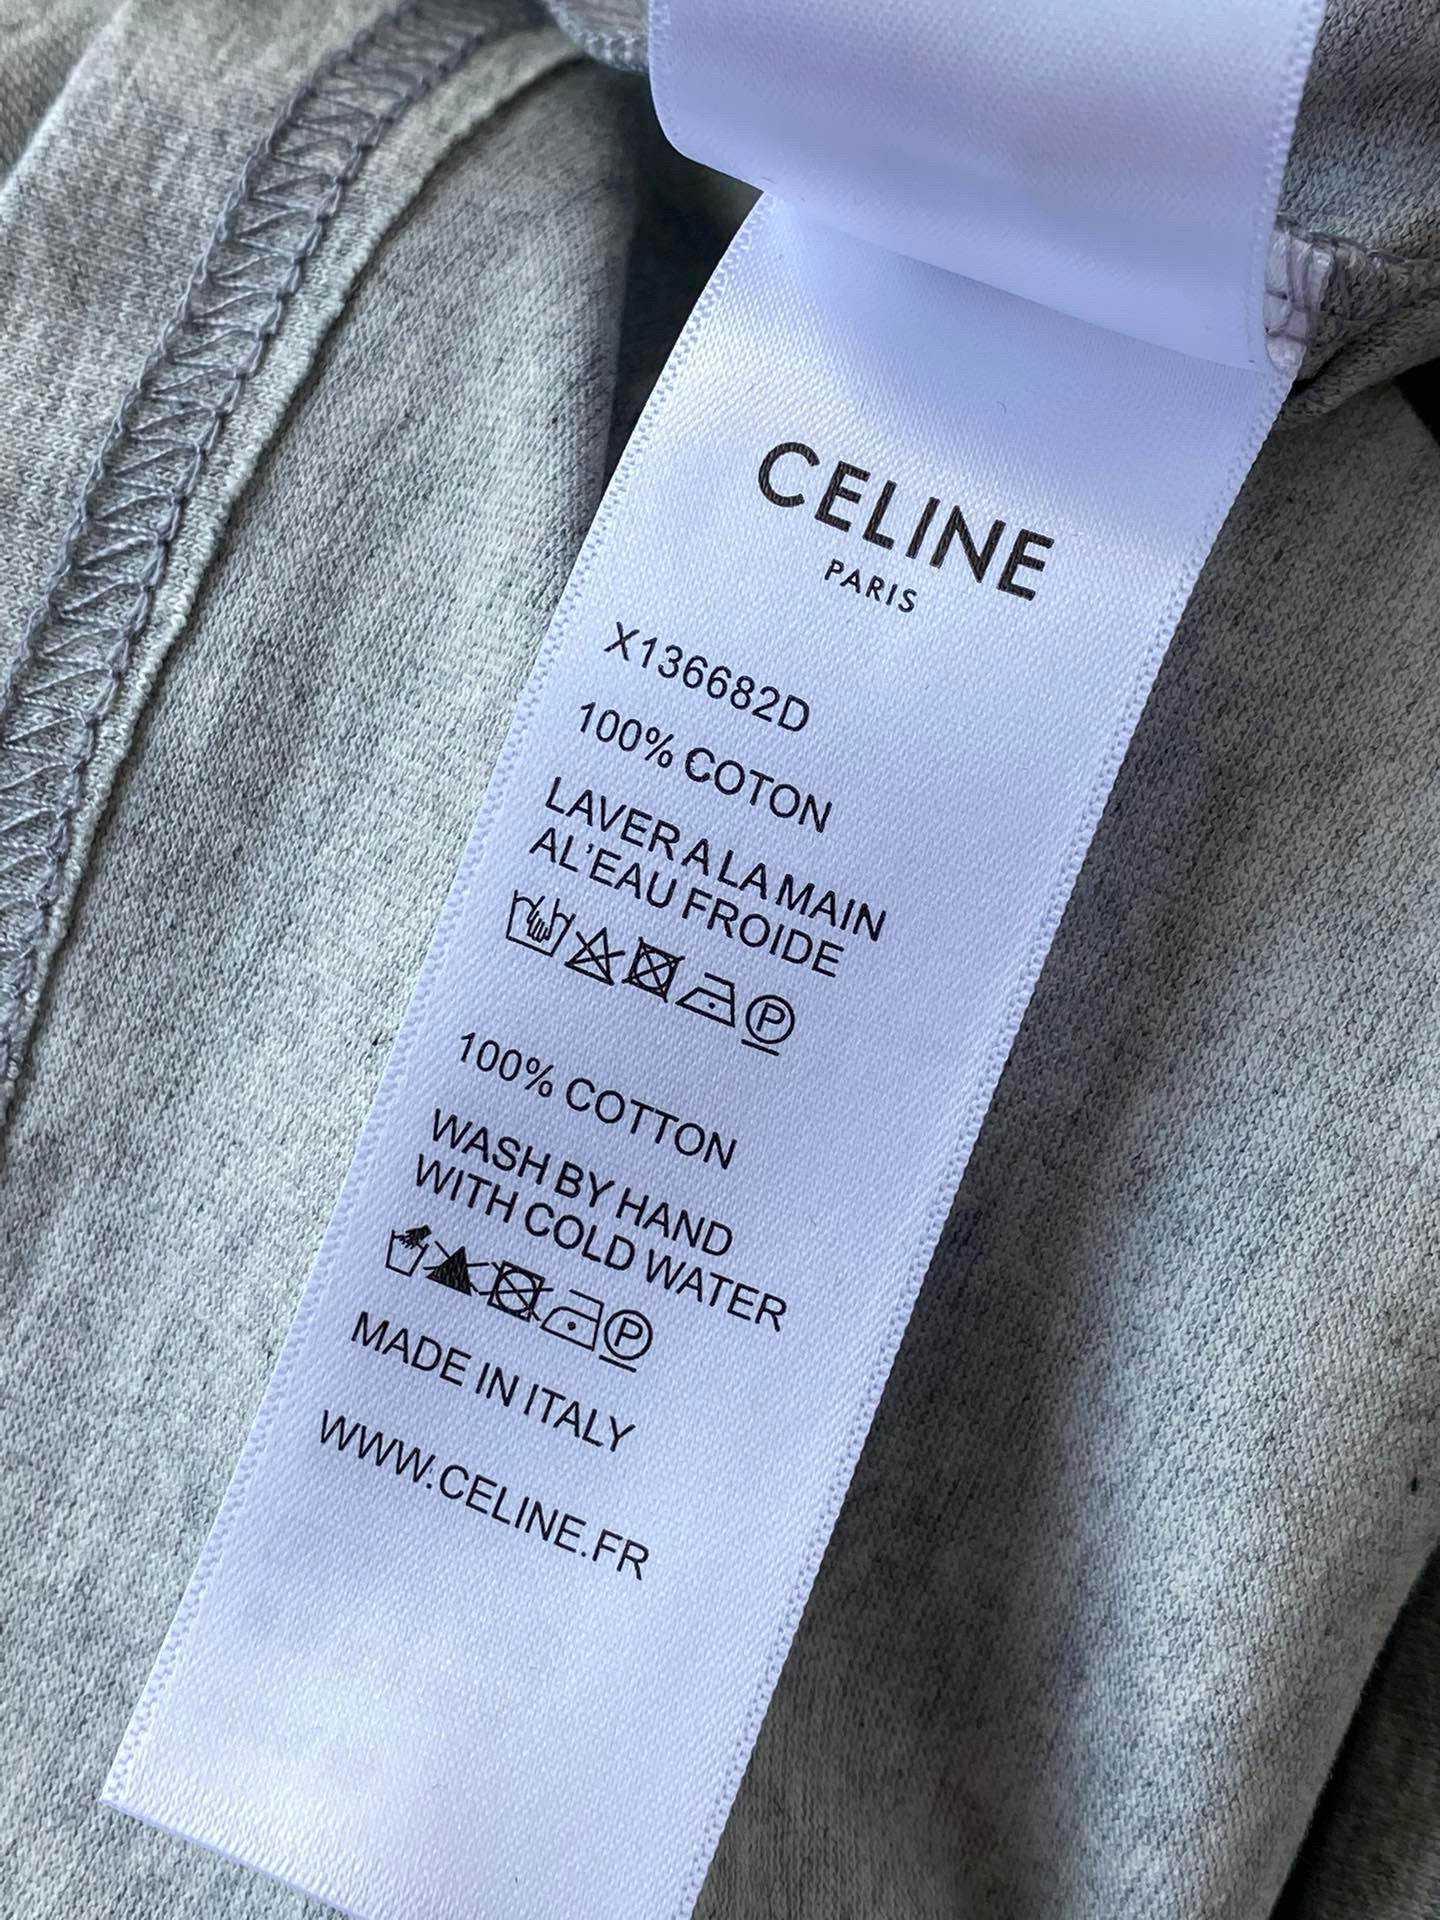 CELINE
PARIS
X136682D
100% COTON
LAVER A LA MAIN
AL'EAU FROIDE
P
100% COTTON
WASH BY HAND
WITH COLD WATER
P
MADE IN ITALY
WWW.CELINE.FR